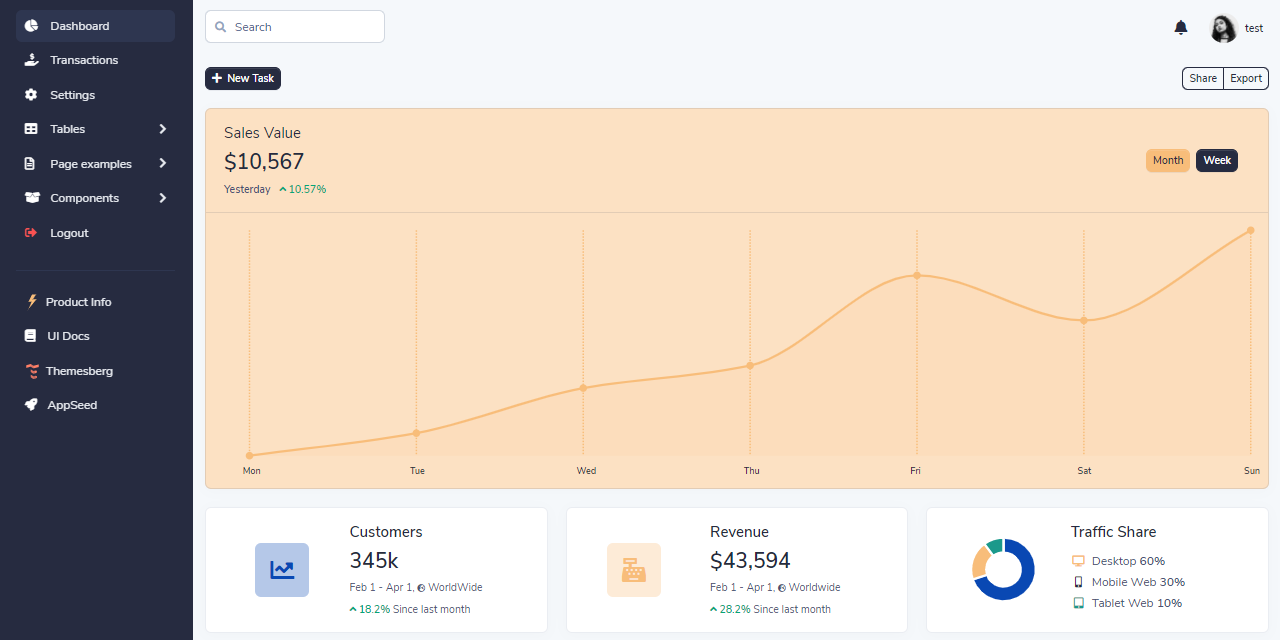 Dashboard
Transactions
Settings
Tables
Page examples
Components
Logout
Product Info
UI Docs
Themesberg
AppSeed
Search
test
New Task
Share Export
Sales Value
$10,567
Yesterday 10.57%
Month Week
Mon Tue Wed Thu Fri Sat Sun
Customers
345k
Feb 1 - Apr 1, WorldWide
18.2% Since last month
Revenue
$43,594
Feb 1 - Apr 1, Worldwide
28.2% Since last month
Traffic Share
Desktop 60%
Mobile Web 30%
Tablet Web 10%